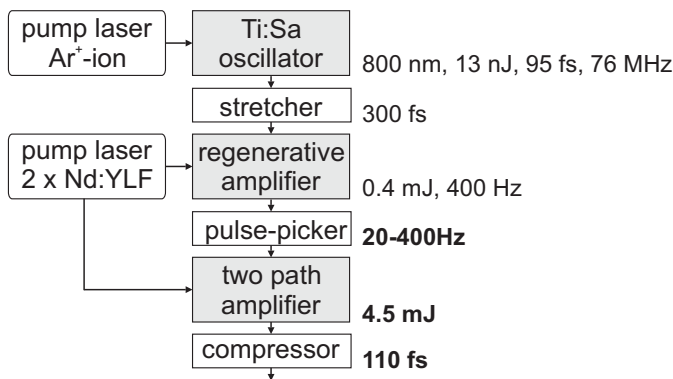 pump laser
Ar+-ion
Ti:Sa
oscillator
800 nm, 13 nJ, 95 fs, 76 MHz
stretcher
300 fs
pump laser
2 x Nd:YLF
regenerative
amplifier
0.4 mJ, 400 Hz
pulse-picker
20-400Hz
two path
amplifier
4.5 mJ
compressor
110 fs